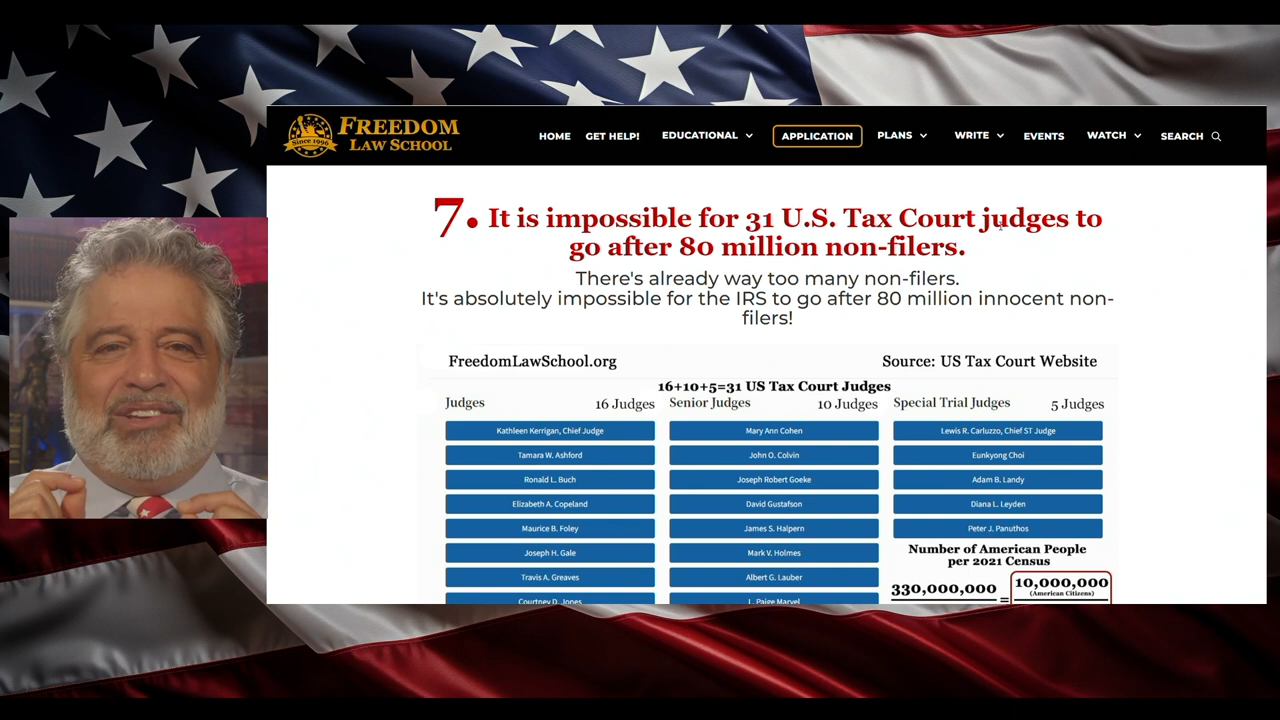 FREEDOM
LAW SCHOOL
Since 1996
HOME GET HELP! EDUCATIONAL APPLICATION PLANS WRITE EVENTS WATCH SEARCH
7. It is impossible for 31 U.S. Tax Court judges to
go after 80 million non-filers.
There's already way too many non-filers.
It's absolutely impossible for the IRS to go after 80 million innocent non-
filers!
FreedomLawSchool.org Source: US Tax Court Website
16+10+5=31 US Tax Court Judges
Judges 16 Judges Senior Judges 10 Judges Special Trial Judges 5 Judges
Kathleen Kerrigan, Chief Judge Mary Ann Cohen Lewis R. Carluzzo, Chief ST Judge
Tamara W. Ashford John O. Colvin Eunkyong Choi
Ronald L. Buch Joseph Robert Goeke Adam B. Landy
Elizabeth A. Copeland David Gustafson Diana L. Leyden
Maurice B. Foley James S. Halpern Peter J. Panuthos
Joseph H. Gale Mark V. Holmes Number of American People
per 2021 Census
Travis A. Greaves Albert G. Lauber
330,000,000 = 10,000,000
(American Citizens)
Courtney D. Jones L. Paige Marvel